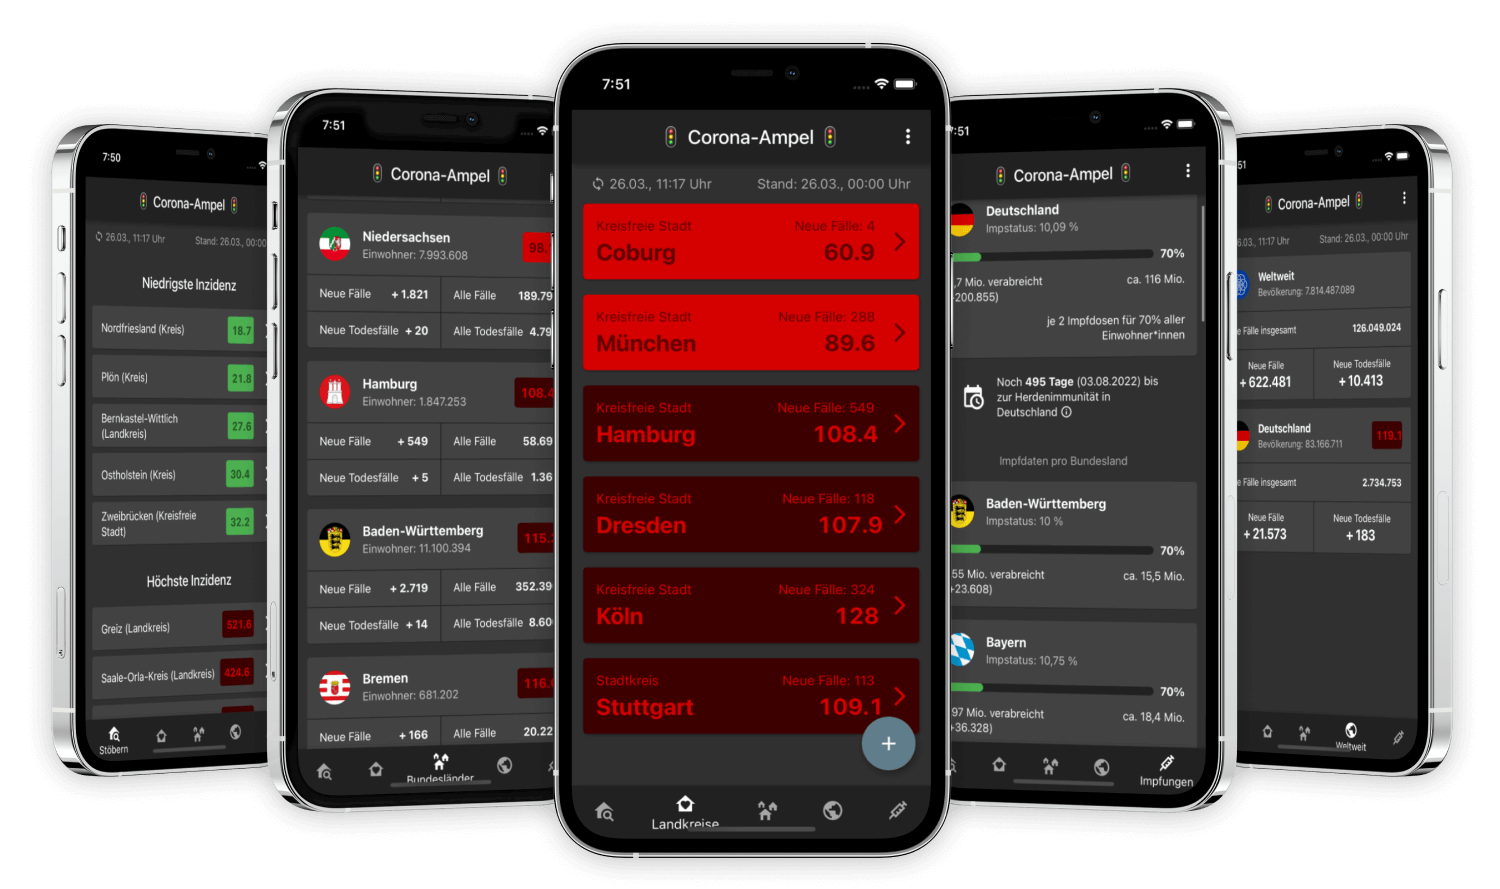 7:50
Corona-Ampel
26.03., 11:17 Uhr
Stand: 26.03., 00:00
Niedrigste Inzidenz
Nordfriesland (Kreis)
18.7
Plön (Kreis)
21.8
Bernkastel-Wittlich
(Landkreis)
27.6
Ostholstein (Kreis)
30.4
Zweibrücken (Kreisfreie
Stadt)
32.2
Höchste Inzidenz
Greiz (Landkreis)
521.6
Saale-Orla-Kreis (Landkreis)
424.6
Stöbern
7:51
Corona-Ampel
Niedersachsen
Einwohner: 7.993.608
98.
Neue Fälle + 1.821
Alle Fälle 189.79
Neue Todesfälle + 20
Alle Todesfälle 4.79
Hamburg
Einwohner: 1.847.253
108.4
Neue Fälle + 549
Alle Fälle 58.69
Neue Todesfälle + 5
Alle Todesfälle 1.36
Baden-Württemberg
Einwohner: 11.100.394
115.
Neue Fälle + 2.719
Alle Fälle 352.39
Neue Todesfälle + 14
Alle Todesfälle 8.60
Bremen
Einwohner: 681.202
116.
Neue Fälle + 166
Alle Fälle 20.22
Bundesländer
7:51
Corona-Ampel
26.03., 11:17 Uhr
Stand: 26.03., 00:00 Uhr
Kreisfreie Stadt
Neue Fälle: 4
Coburg
60.9
Kreisfreie Stadt
Neue Fälle: 288
München
89.6
Kreisfreie Stadt
Neue Fälle: 549
Hamburg
108.4
Kreisfreie Stadt
Neue Fälle: 118
Dresden
107.9
Kreisfreie Stadt
Neue Fälle: 324
Köln
128
Stadtkreis
Neue Fälle: 113
Stuttgart
109.1
+
Landkreise
:51
Corona-Ampel
Deutschland
Impfstatus: 10,09 %
70%
,7 Mio. verabreicht
ca. 116 Mio.
200.855)
je 2 Impfdosen für 70% aller
Einwohner*innen
Noch 495 Tage (03.08.2022) bis
zur Herdenimmunität in
Deutschland
Impfdaten pro Bundesland
Baden-Württemberg
Impstatus: 10 %
70%
55 Mio. verabreicht
ca. 15,5 Mio.
+23.608)
Bayern
Impstatus: 10,75 %
70%
97 Mio. verabreicht
ca. 18,4 Mio.
+36.328)
Impfungen
51
Corona-Ampel
6.03., 11:17 Uhr
Stand: 26.03., 00:00 Uhr
Weltweit
Bevölkerung: 7.814.487.089
e Fälle insgesamt
126.049.024
Neue Fälle
+ 622.481
Neue Todesfälle
+ 10.413
Deutschland
Bevölkerung: 83.166.711
119.1
e Fälle insgesamt
2.734.753
Neue Fälle
+ 21.573
Neue Todesfälle
+ 183
Weltweit